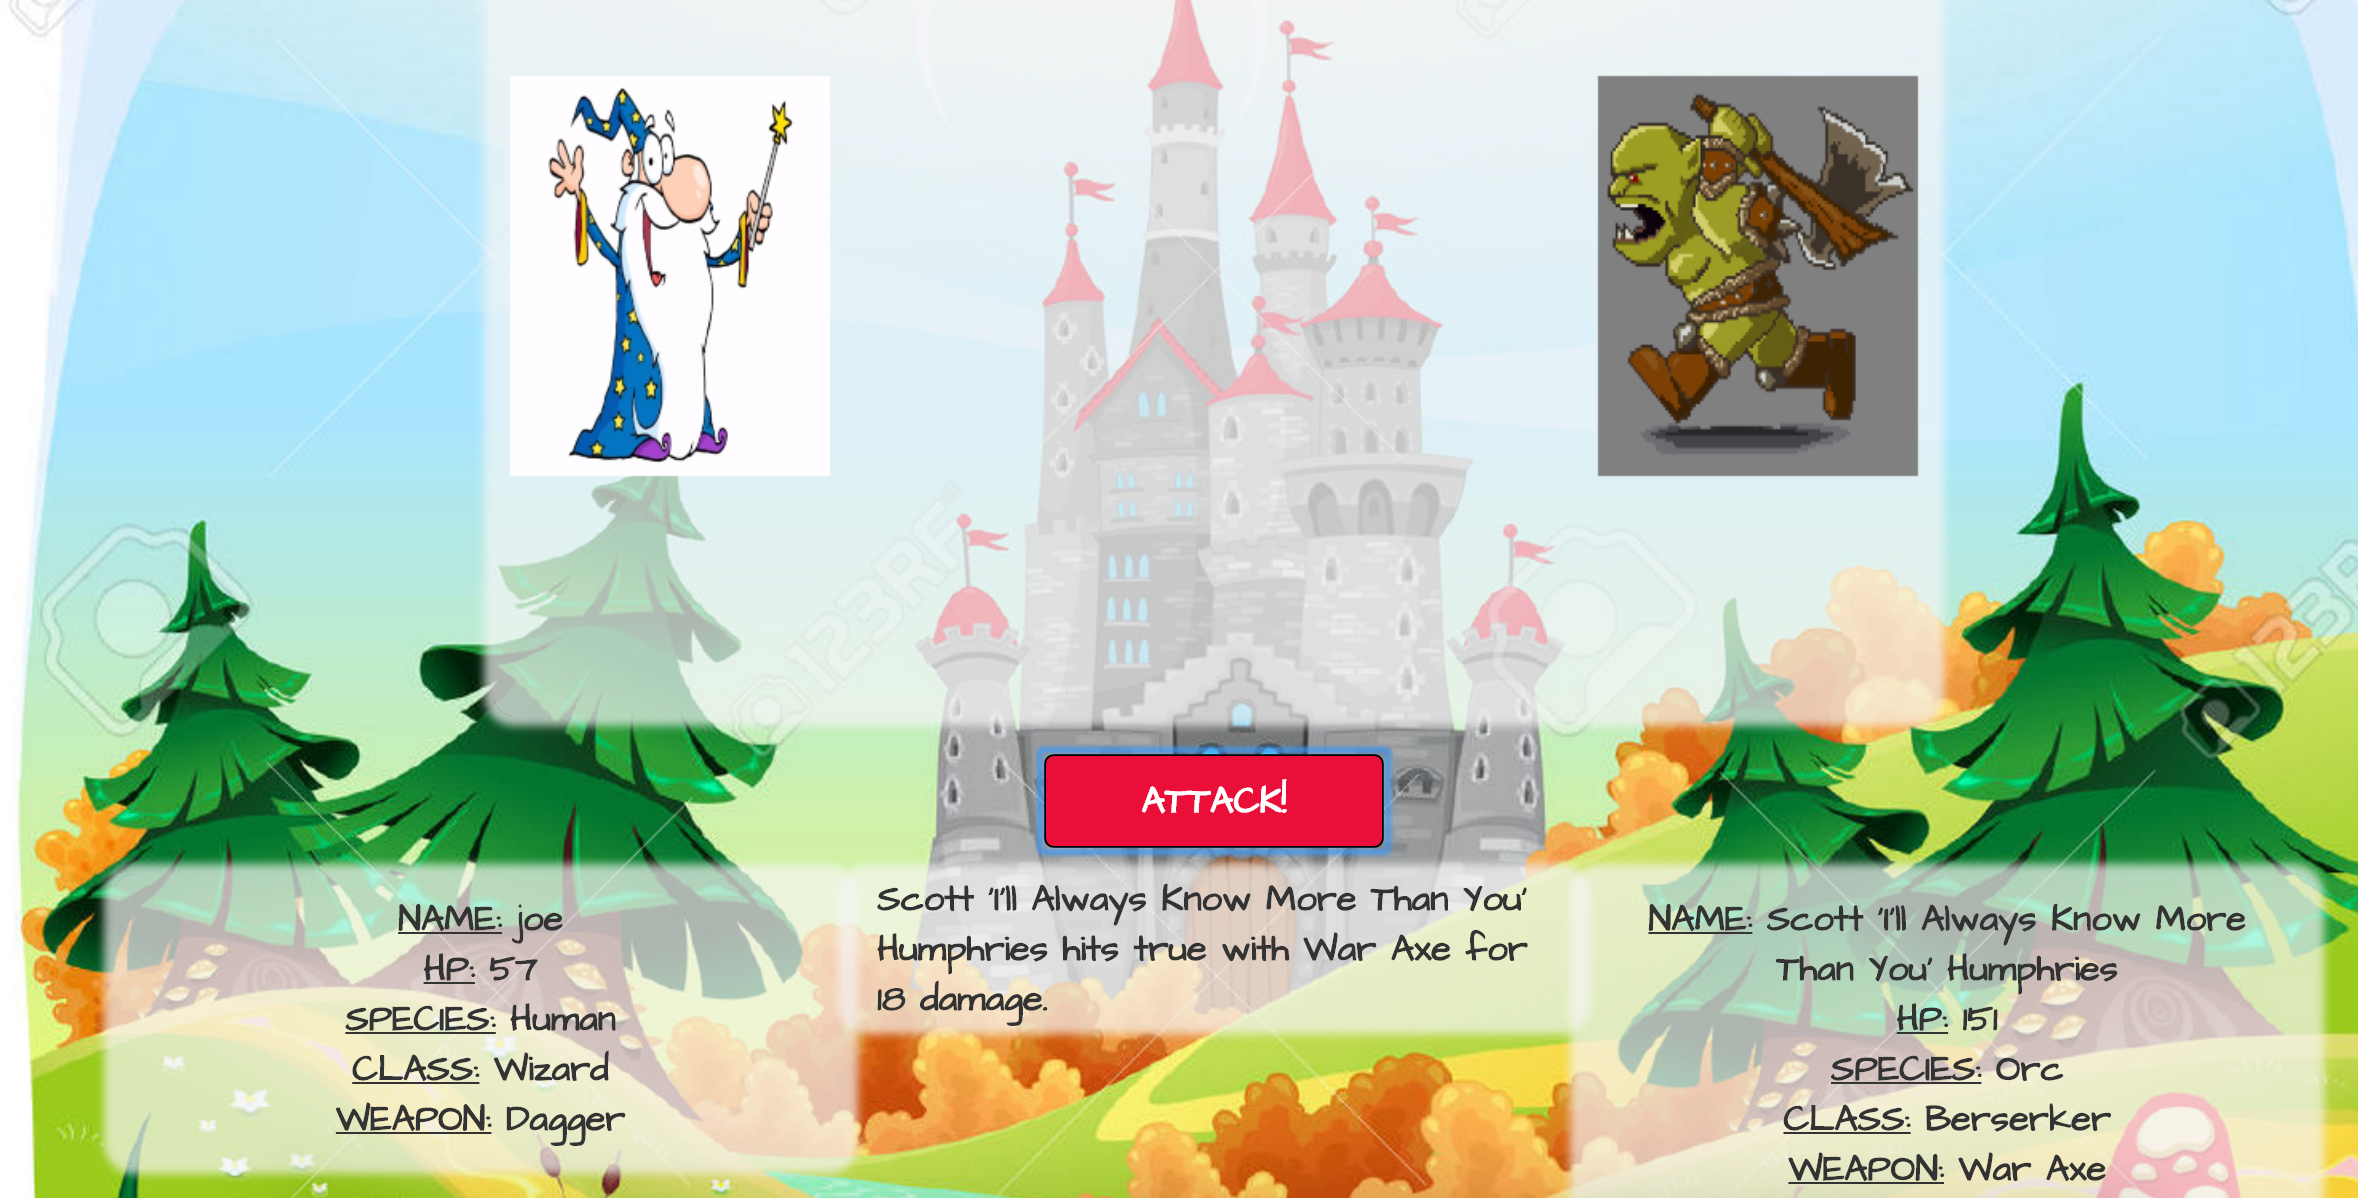 ATTACK!
NAME: joe
HP: 57
SPECIES: Human
CLASS: Wizard
WEAPON: Dagger
Scott 'I'll Always Know More Than You'
Humphries hits true with War Axe for
18 damage.
NAME: Scott 'I'll Always Know More
Than You' Humphries
HP: 151
SPECIES: Orc
CLASS: Berserker
WEAPON: War Axe
123RF®
123R